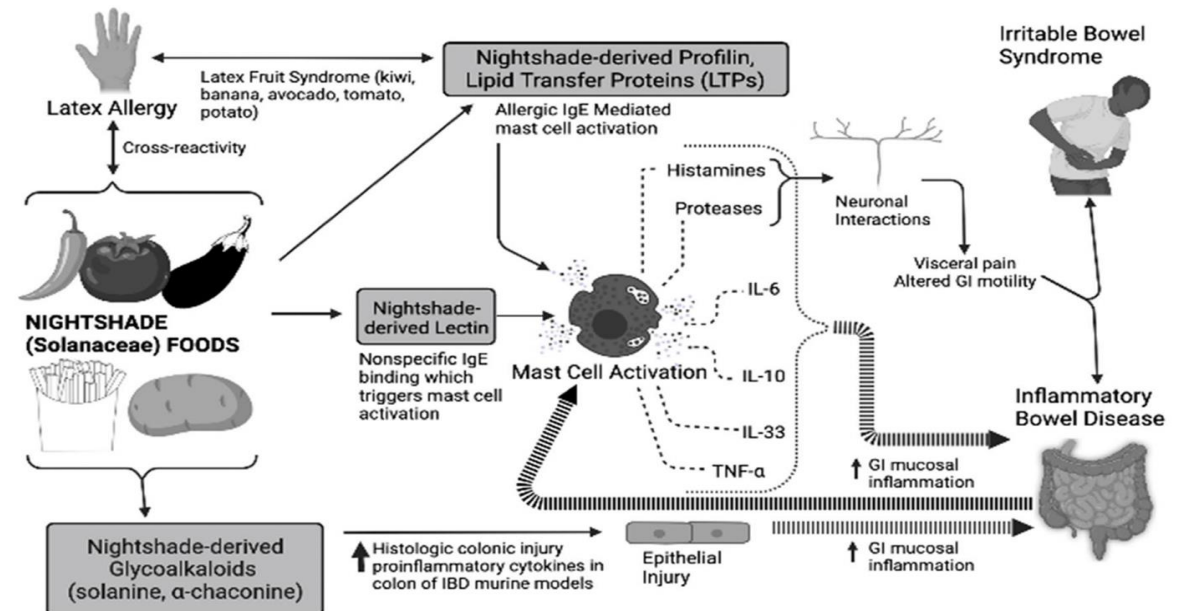 Latex Allergy
Latex Fruit Syndrome (kiwi,
banana, avocado, tomato,
potato)
Cross-reactivity
Nightshade-derived Profilin,
Lipid Transfer Proteins (LTPs)
Allergic IgE Mediated
mast cell activation
Irritable Bowel
Syndrome
Histamines
Proteases
Neuronal
Interactions
Visceral pain
Altered GI motility
NIGHTSHADE
(Solanaceae) FOODS
Nightshade-
derived Lectin
Nonspecific IgE
binding which
triggers mast cell
activation
Mast Cell Activation
IL-6
IL-10
IL-33
TNF-α
Inflammatory
Bowel Disease
GI mucosal
inflammation
Nightshade-derived
Glycoalkaloids
(solanine, α-chaconine)
Histologic colonic injury
proinflammatory cytokines in
colon of IBD murine models
Epithelial
Injury
GI mucosal
inflammation